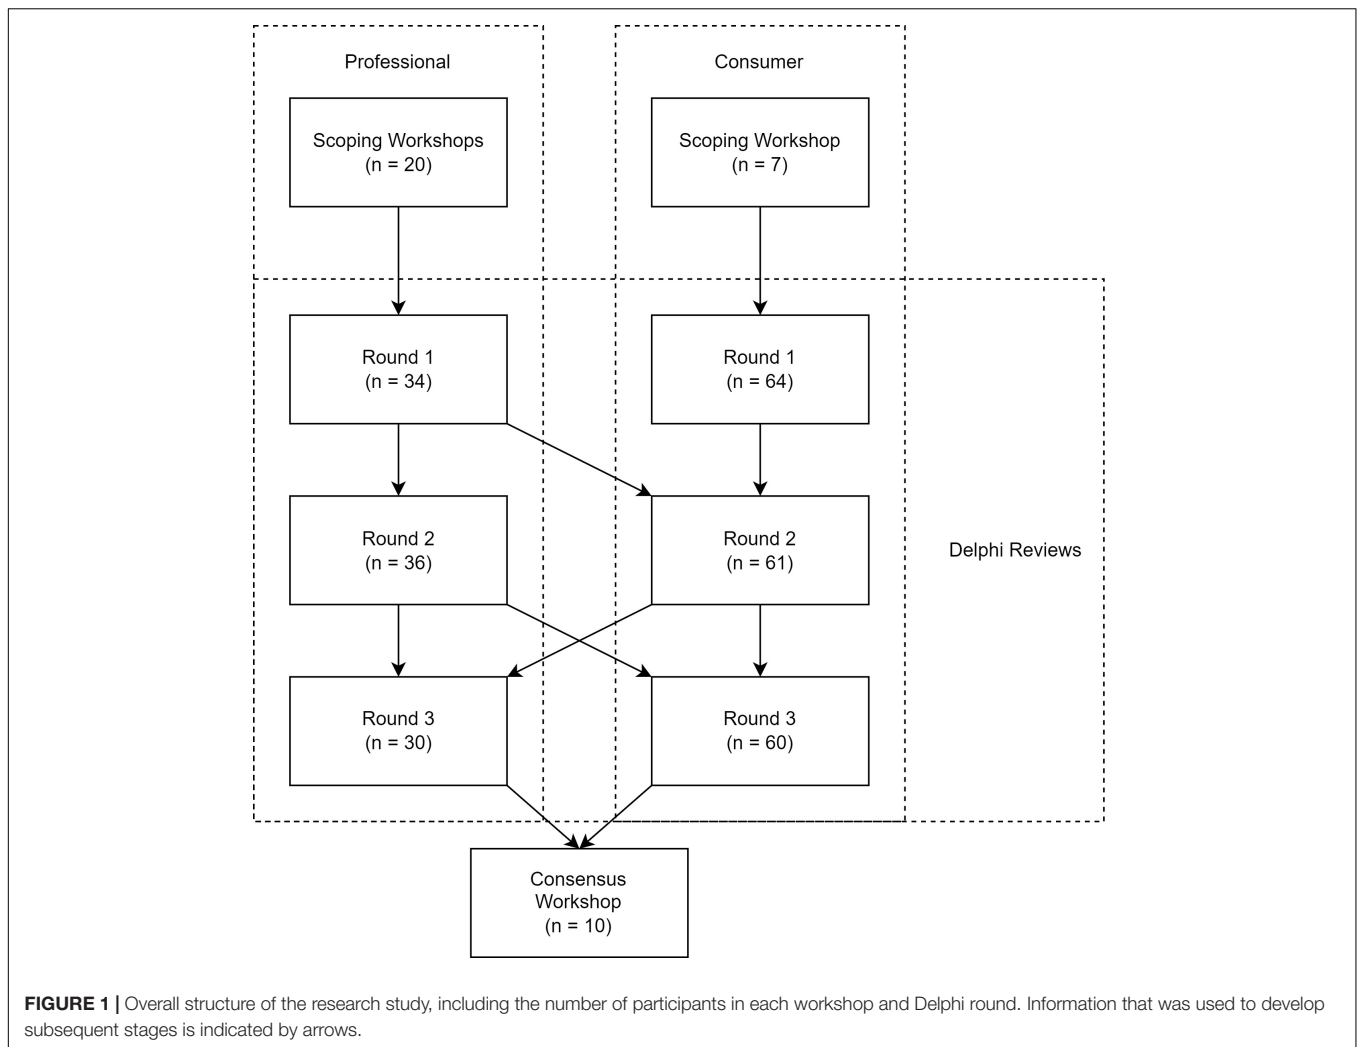 Professional
Consumer
Scoping Workshops
(n = 20)
Scoping Workshop
(n = 7)
Round 1
(n = 34)
Round 1
(n = 64)
Round 2
(n = 36)
Round 2
(n = 61)
Delphi Reviews
Round 3
(n = 30)
Round 3
(n = 60)
Consensus
Workshop
(n = 10)
FIGURE 1 | Overall structure of the research study, including the number of participants in each workshop and Delphi round. Information that was used to develop
subsequent stages is indicated by arrows.